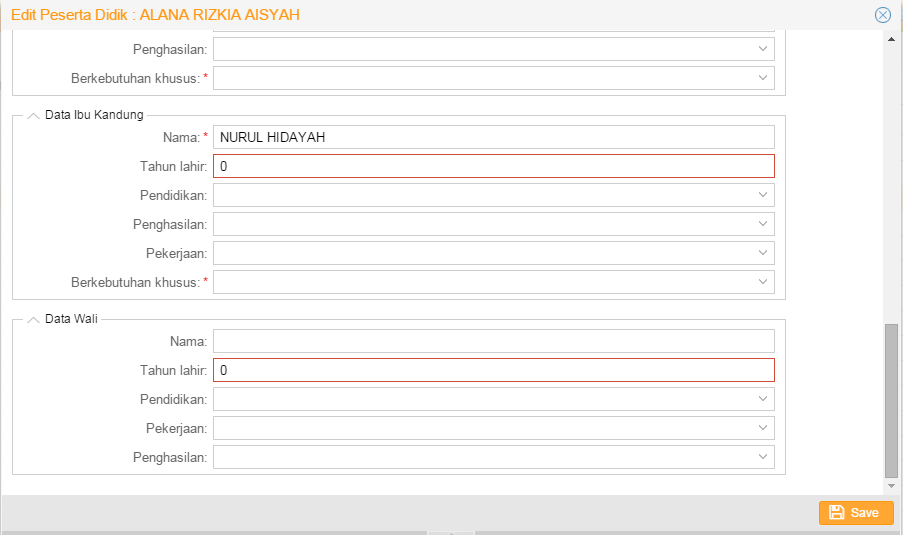 Edit Peserta Didik : ALANA RIZKIA AISYAH
Penghasilan:
Berkebutuhan khusus: *
Data Ibu Kandung
Nama: * NURUL HIDAYAH
Tahun lahir: 0
Pendidikan:
Penghasilan:
Pekerjaan:
Berkebutuhan khusus: *
Data Wali
Nama:
Tahun lahir: 0
Pendidikan:
Pekerjaan:
Penghasilan:
Save